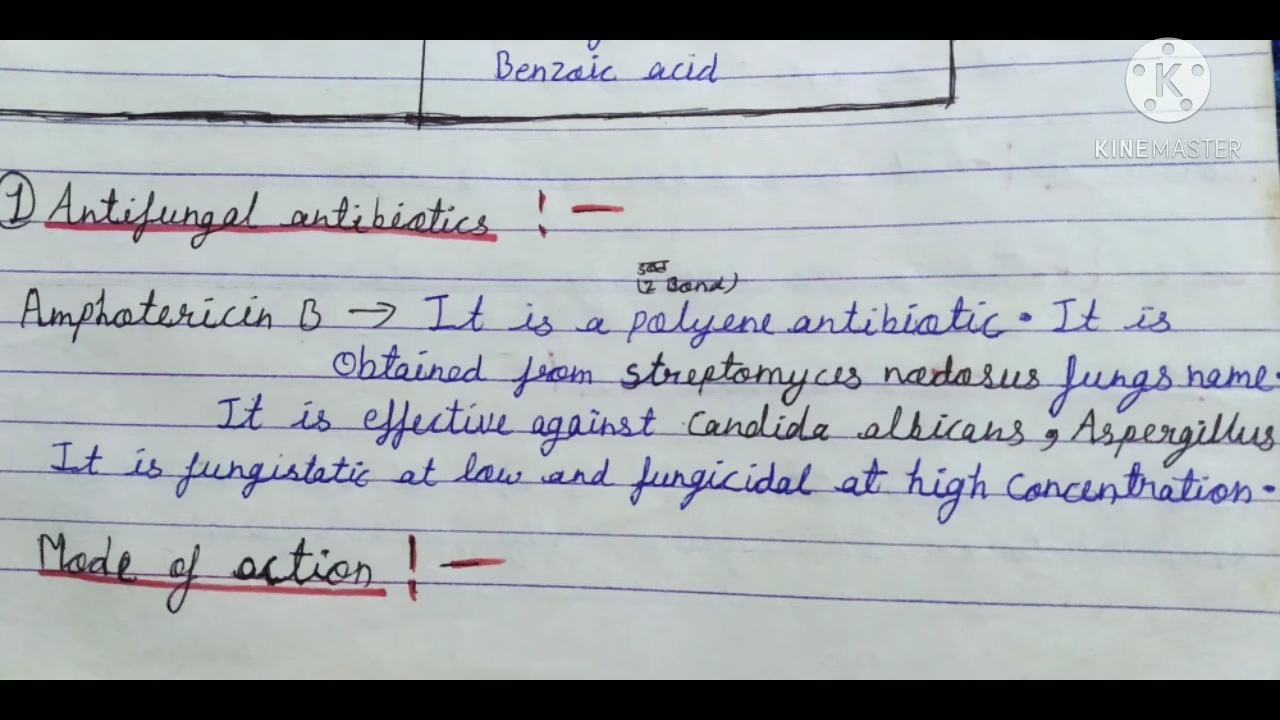 Benzoic acid
K
KINEMASTER
1) Antifungal antibiotics :-
(2 Bond)
Amphotericin B → It is a polyene antibiotic. It is
Obtained from streptomyces nodosus fungs name.
It is effective against Candida albicans, Aspergillus
It is fungistatic at low and fungicidal at high Concentration.
Mode of action :-